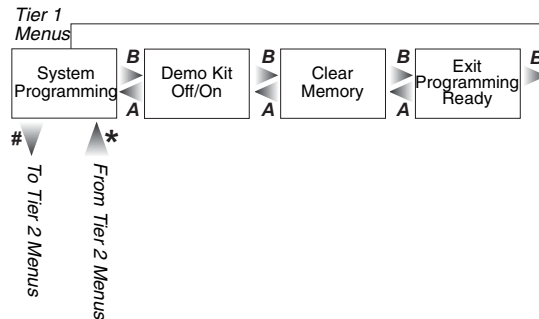 Tier 1
Menus
System
Programming
B
A
Demo Kit
Off/On
B
A
Clear
Memory
B
A
Exit
Programming
Ready
B
#
To Tier 2 Menus
*
From Tier 2 Menus